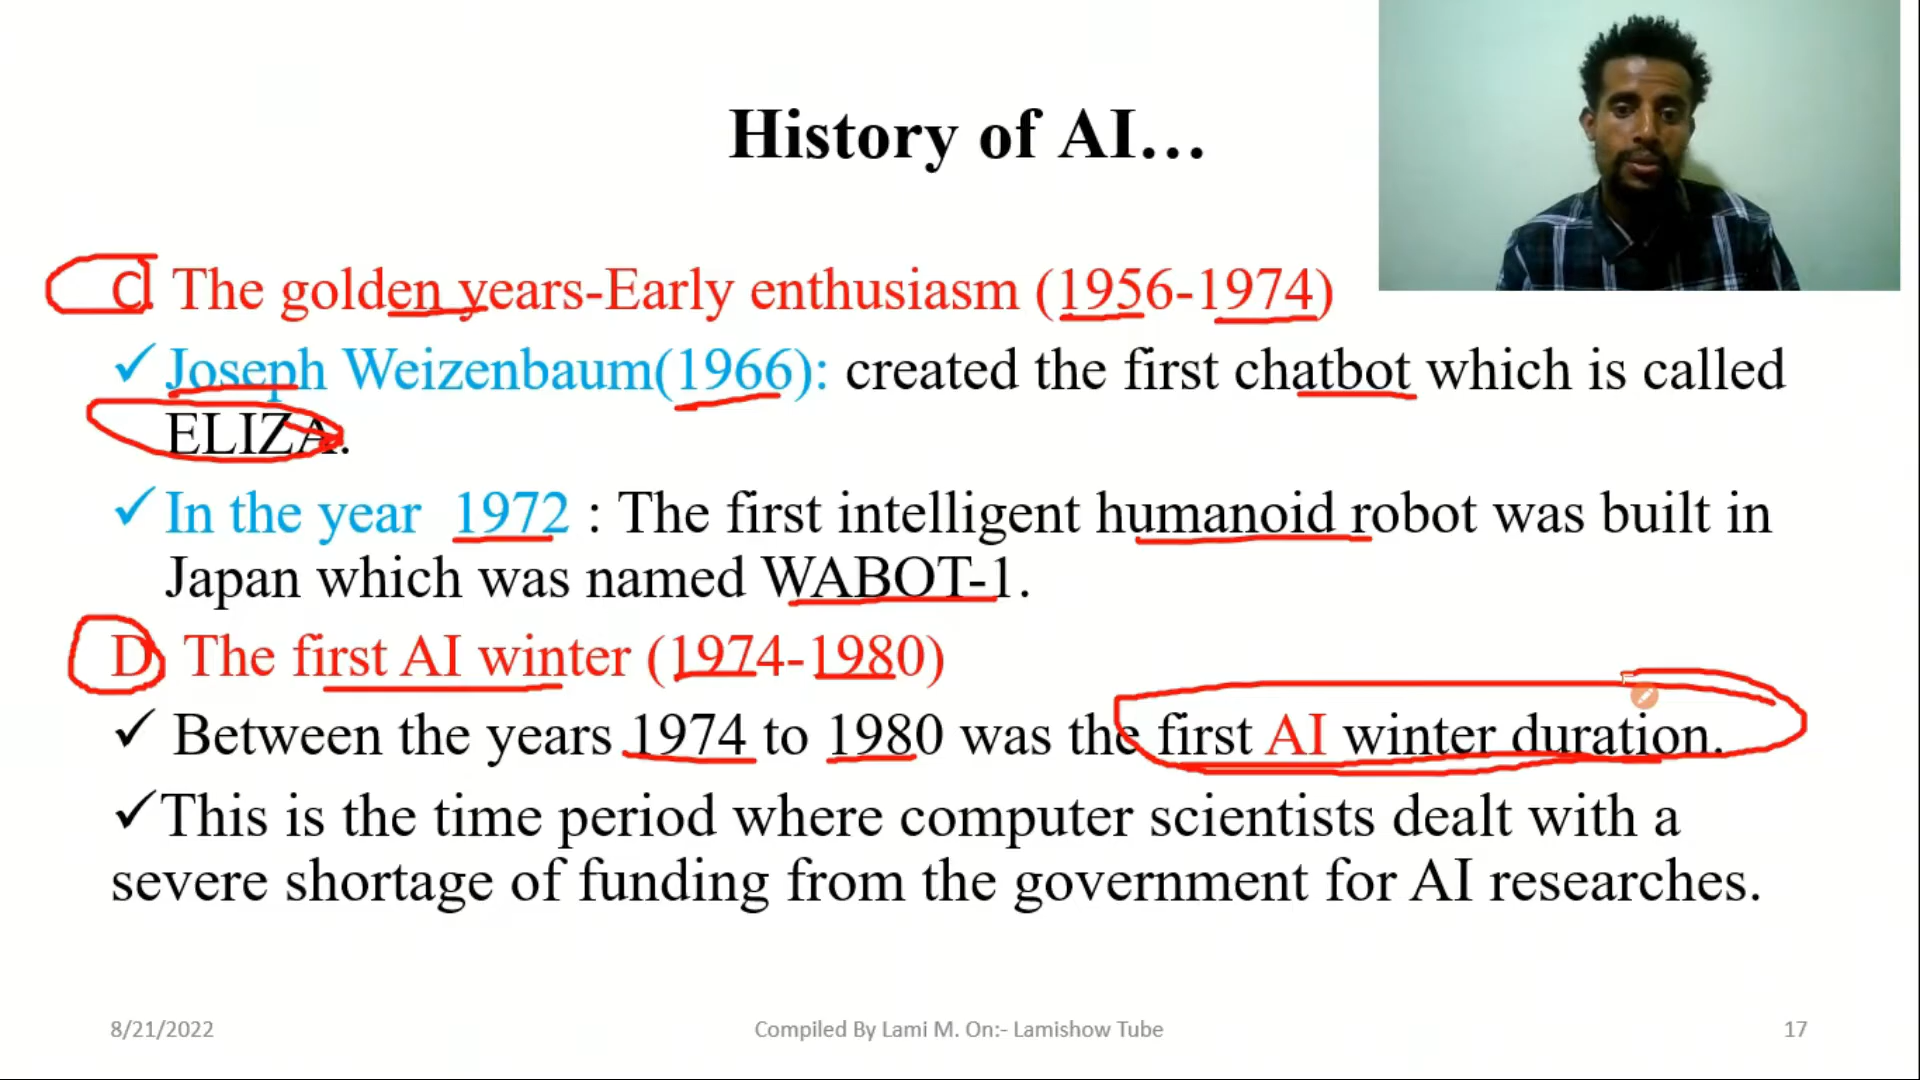 History of AI...
C. The golden years-Early enthusiasm (1956-1974)
✓ Joseph Weizenbaum(1966): created the first chatbot which is called
ELIZA.
✓ In the year 1972 : The first intelligent humanoid robot was built in
Japan which was named WABOT-1.
D. The first AI winter (1974-1980)
✓ Between the years 1974 to 1980 was the first AI winter duration.
✓This is the time period where computer scientists dealt with a
severe shortage of funding from the government for AI researches.
8/21/2022 Compiled By Lami M. On:- Lamishow Tube 17